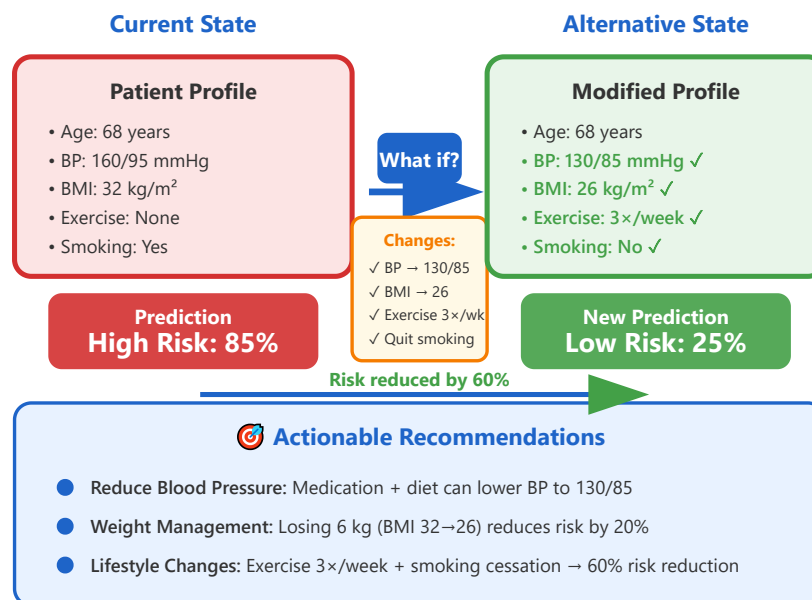 Current State
Alternative State
Patient Profile
• Age: 68 years
• BP: 160/95 mmHg
• BMI: 32 kg/m²
• Exercise: None
• Smoking: Yes
What if?
Changes:
✓ BP → 130/85
✓ BMI → 26
✓ Exercise 3×/wk
✓ Quit smoking
Modified Profile
• Age: 68 years
• BP: 130/85 mmHg ✓
• BMI: 26 kg/m² ✓
• Exercise: 3×/week ✓
• Smoking: No ✓
Prediction
High Risk: 85%
New Prediction
Low Risk: 25%
Risk reduced by 60%
🎯 Actionable Recommendations
● Reduce Blood Pressure: Medication + diet can lower BP to 130/85
● Weight Management: Losing 6 kg (BMI 32→26) reduces risk by 20%
● Lifestyle Changes: Exercise 3×/week + smoking cessation → 60% risk reduction